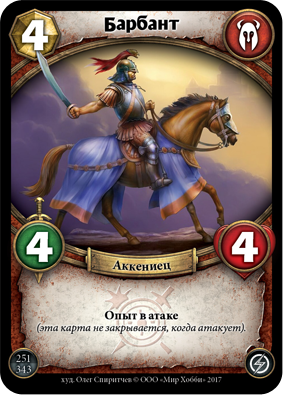 4
Барбант
4
4
Аккениец
Опыт в атаке
(эта карта не закрывается, когда атакует).
251
343
худ. Олег Спиритчев © ООО «Мир Хобби» 2017